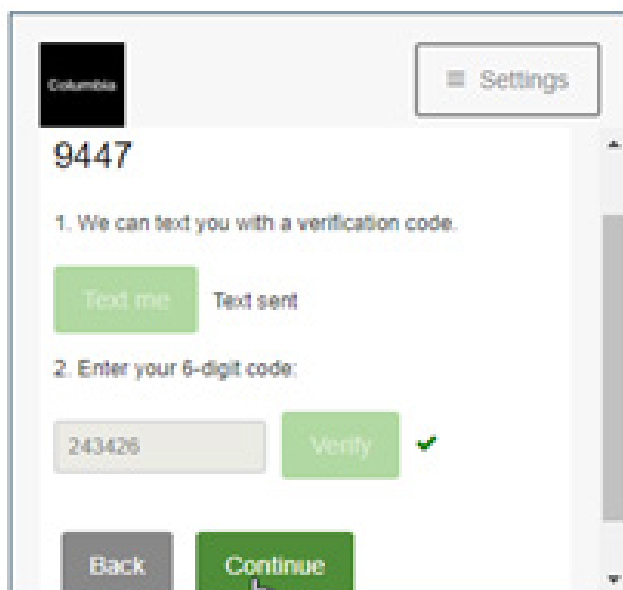 Columbia
Settings
9447
1. We can text you with a verification code.
Text me Text sent
2. Enter your 6-digit code:
243426 Verify
Back Continue